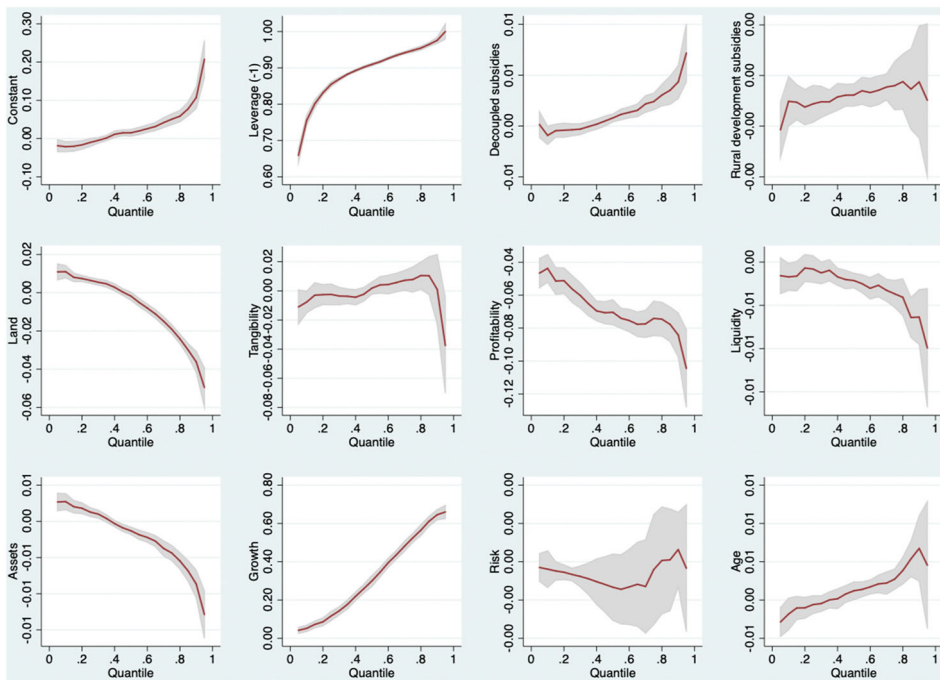 Constant
0.30
0.20
0.10
0.00
-0.10
0 .2 .4 .6 .8 1
Quantile
Leverage (-1)
1.00
0.90
0.80
0.70
0.60
0 .2 .4 .6 .8 1
Quantile
Decoupled subsidies
0.01
0.01
0.00
-0.01
0 .2 .4 .6 .8 1
Quantile
Rural development subsidies
0.00
0.00
-0.00
-0.00
0 .2 .4 .6 .8 1
Quantile
Land
0.02
0.00
-0.02
-0.04
-0.06
0 .2 .4 .6 .8 1
Quantile
Tangibility
0.02
0.00
-0.02
-0.04
-0.06
-0.08
0 .2 .4 .6 .8 1
Quantile
Profitability
-0.04
-0.06
-0.08
-0.10
-0.12
0 .2 .4 .6 .8 1
Quantile
Liquidity
0.00
-0.01
-0.01
-0.01
0 .2 .4 .6 .8 1
Quantile
Assets
0.01
0.00
-0.01
-0.01
0 .2 .4 .6 .8 1
Quantile
Growth
0.80
0.60
0.40
0.20
0.00
0 .2 .4 .6 .8 1
Quantile
Risk
0.00
0.00
0.00
-0.00
-0.00
0 .2 .4 .6 .8 1
Quantile
Age
0.01
0.01
0.00
0.00
-0.01
0 .2 .4 .6 .8 1
Quantile